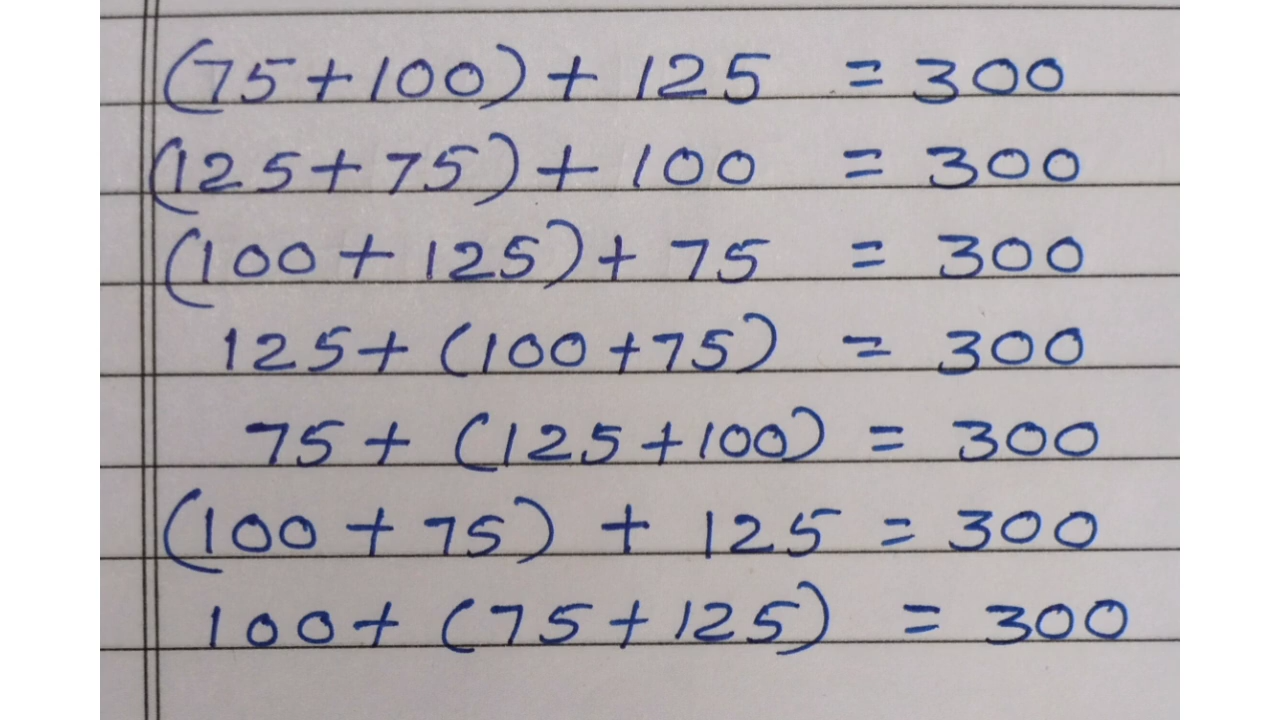 (75+100) + 125 = 300
(125+ 75) + 100 = 300
(100 + 125) + 75 = 300
125+ (100 +75) = 300
75 + (125+100) = 300
(100 + 75) + 125 = 300
100+ (75+125) = 300